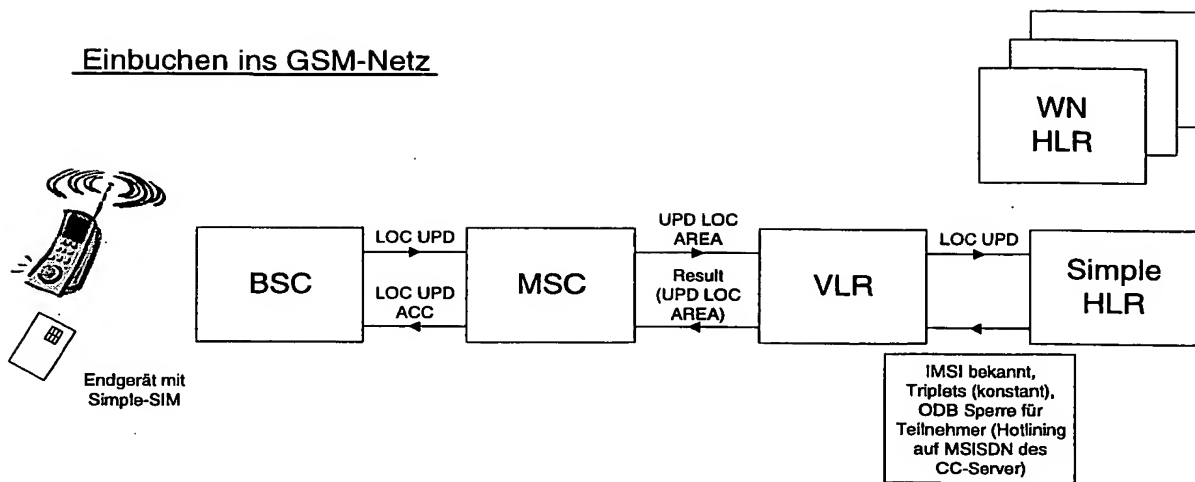 Einbuchen ins GSM-Netz
WN
HLR
LOC UPD
UPD LOC
AREA
LOC UPD
BSC
MSC
VLR
Simple
HLR
LOC UPD
ACC
Result
(UPD LOC
AREA)
Endgerät mit
Simple-SIM
IMSI bekannt,
Triplets (konstant),
ODB Sperre für
Teilnehmer (Hotlining
auf MSISDN des
CC-Server)